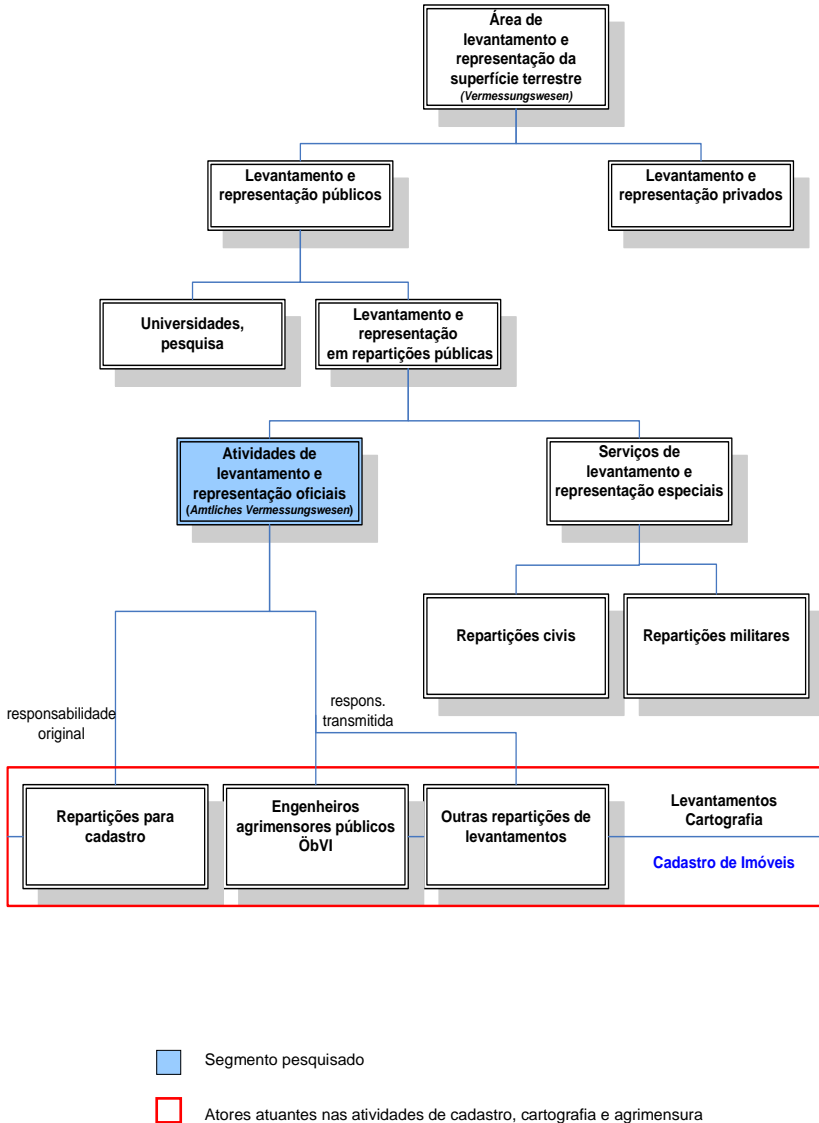 Área de
levantamento e
representação da
superfície terrestre
(Vermessungswesen)
Levantamento e
representação públicos
Levantamento e
representação privados
Universidades,
pesquisa
Levantamento e
representação
em repartições públicas
Atividades de
levantamento e
representação oficiais
(Amtliches Vermessungswesen)
Serviços de
levantamento e
representação especiais
Repartições civis
Repartições militares
responsabilidade
original
respons.
transmitida
Repartições para
cadastro
Engenheiros
agrimensores públicos
ÖbVI
Outras repartições de
levantamentos
Levantamentos
Cartografia
Cadastro de Imóveis
Segmento pesquisado
Atores atuantes nas atividades de cadastro, cartografia e agrimensura